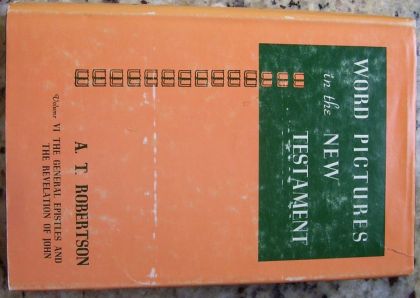 WORD PICTURES
in the NEW
TESTAMENT
A. T. ROBERTSON
Volume VI THE GENERAL EPISTLES AND
THE REVELATION OF JOHN